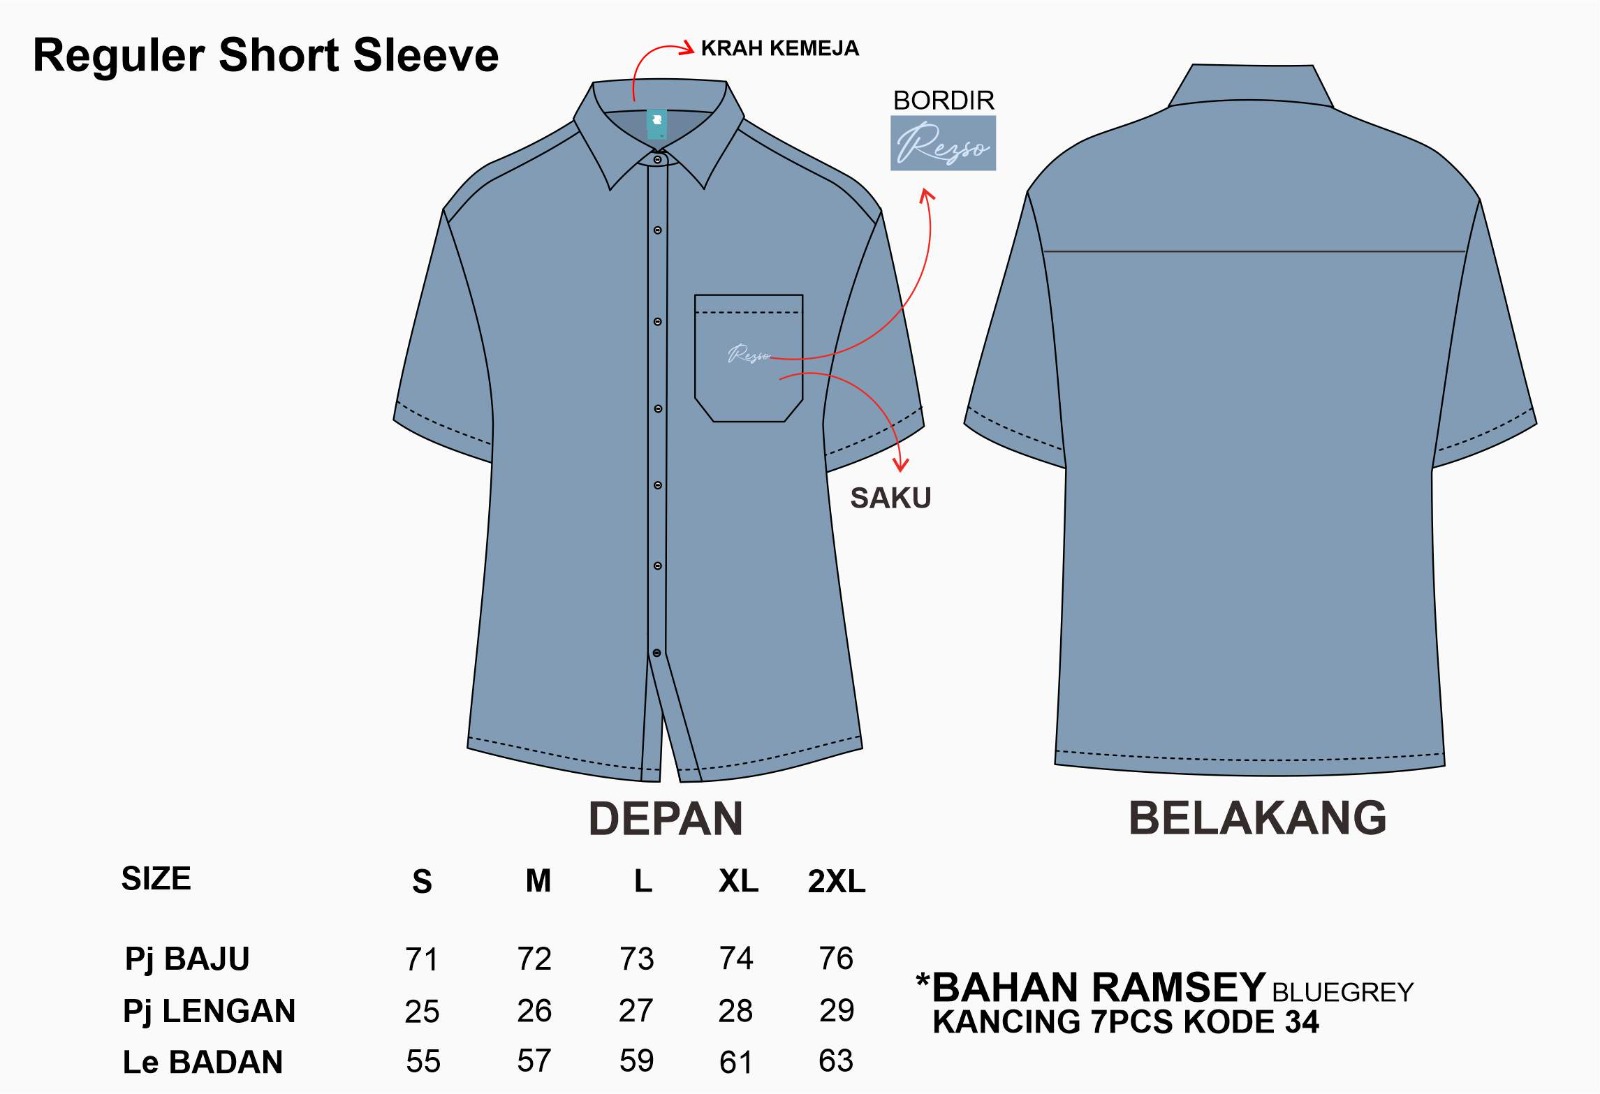 Reguler Short Sleeve
KRAH KEMEJA
BORDIR
Rezso
Rezso
SAKU
DEPAN
BELAKANG
SIZE S M L XL 2XL
Pj BAJU 71 72 73 74 76
Pj LENGAN 25 26 27 28 29
Le BADAN 55 57 59 61 63
*BAHAN RAMSEY BLUEGREY
KANCING 7PCS KODE 34